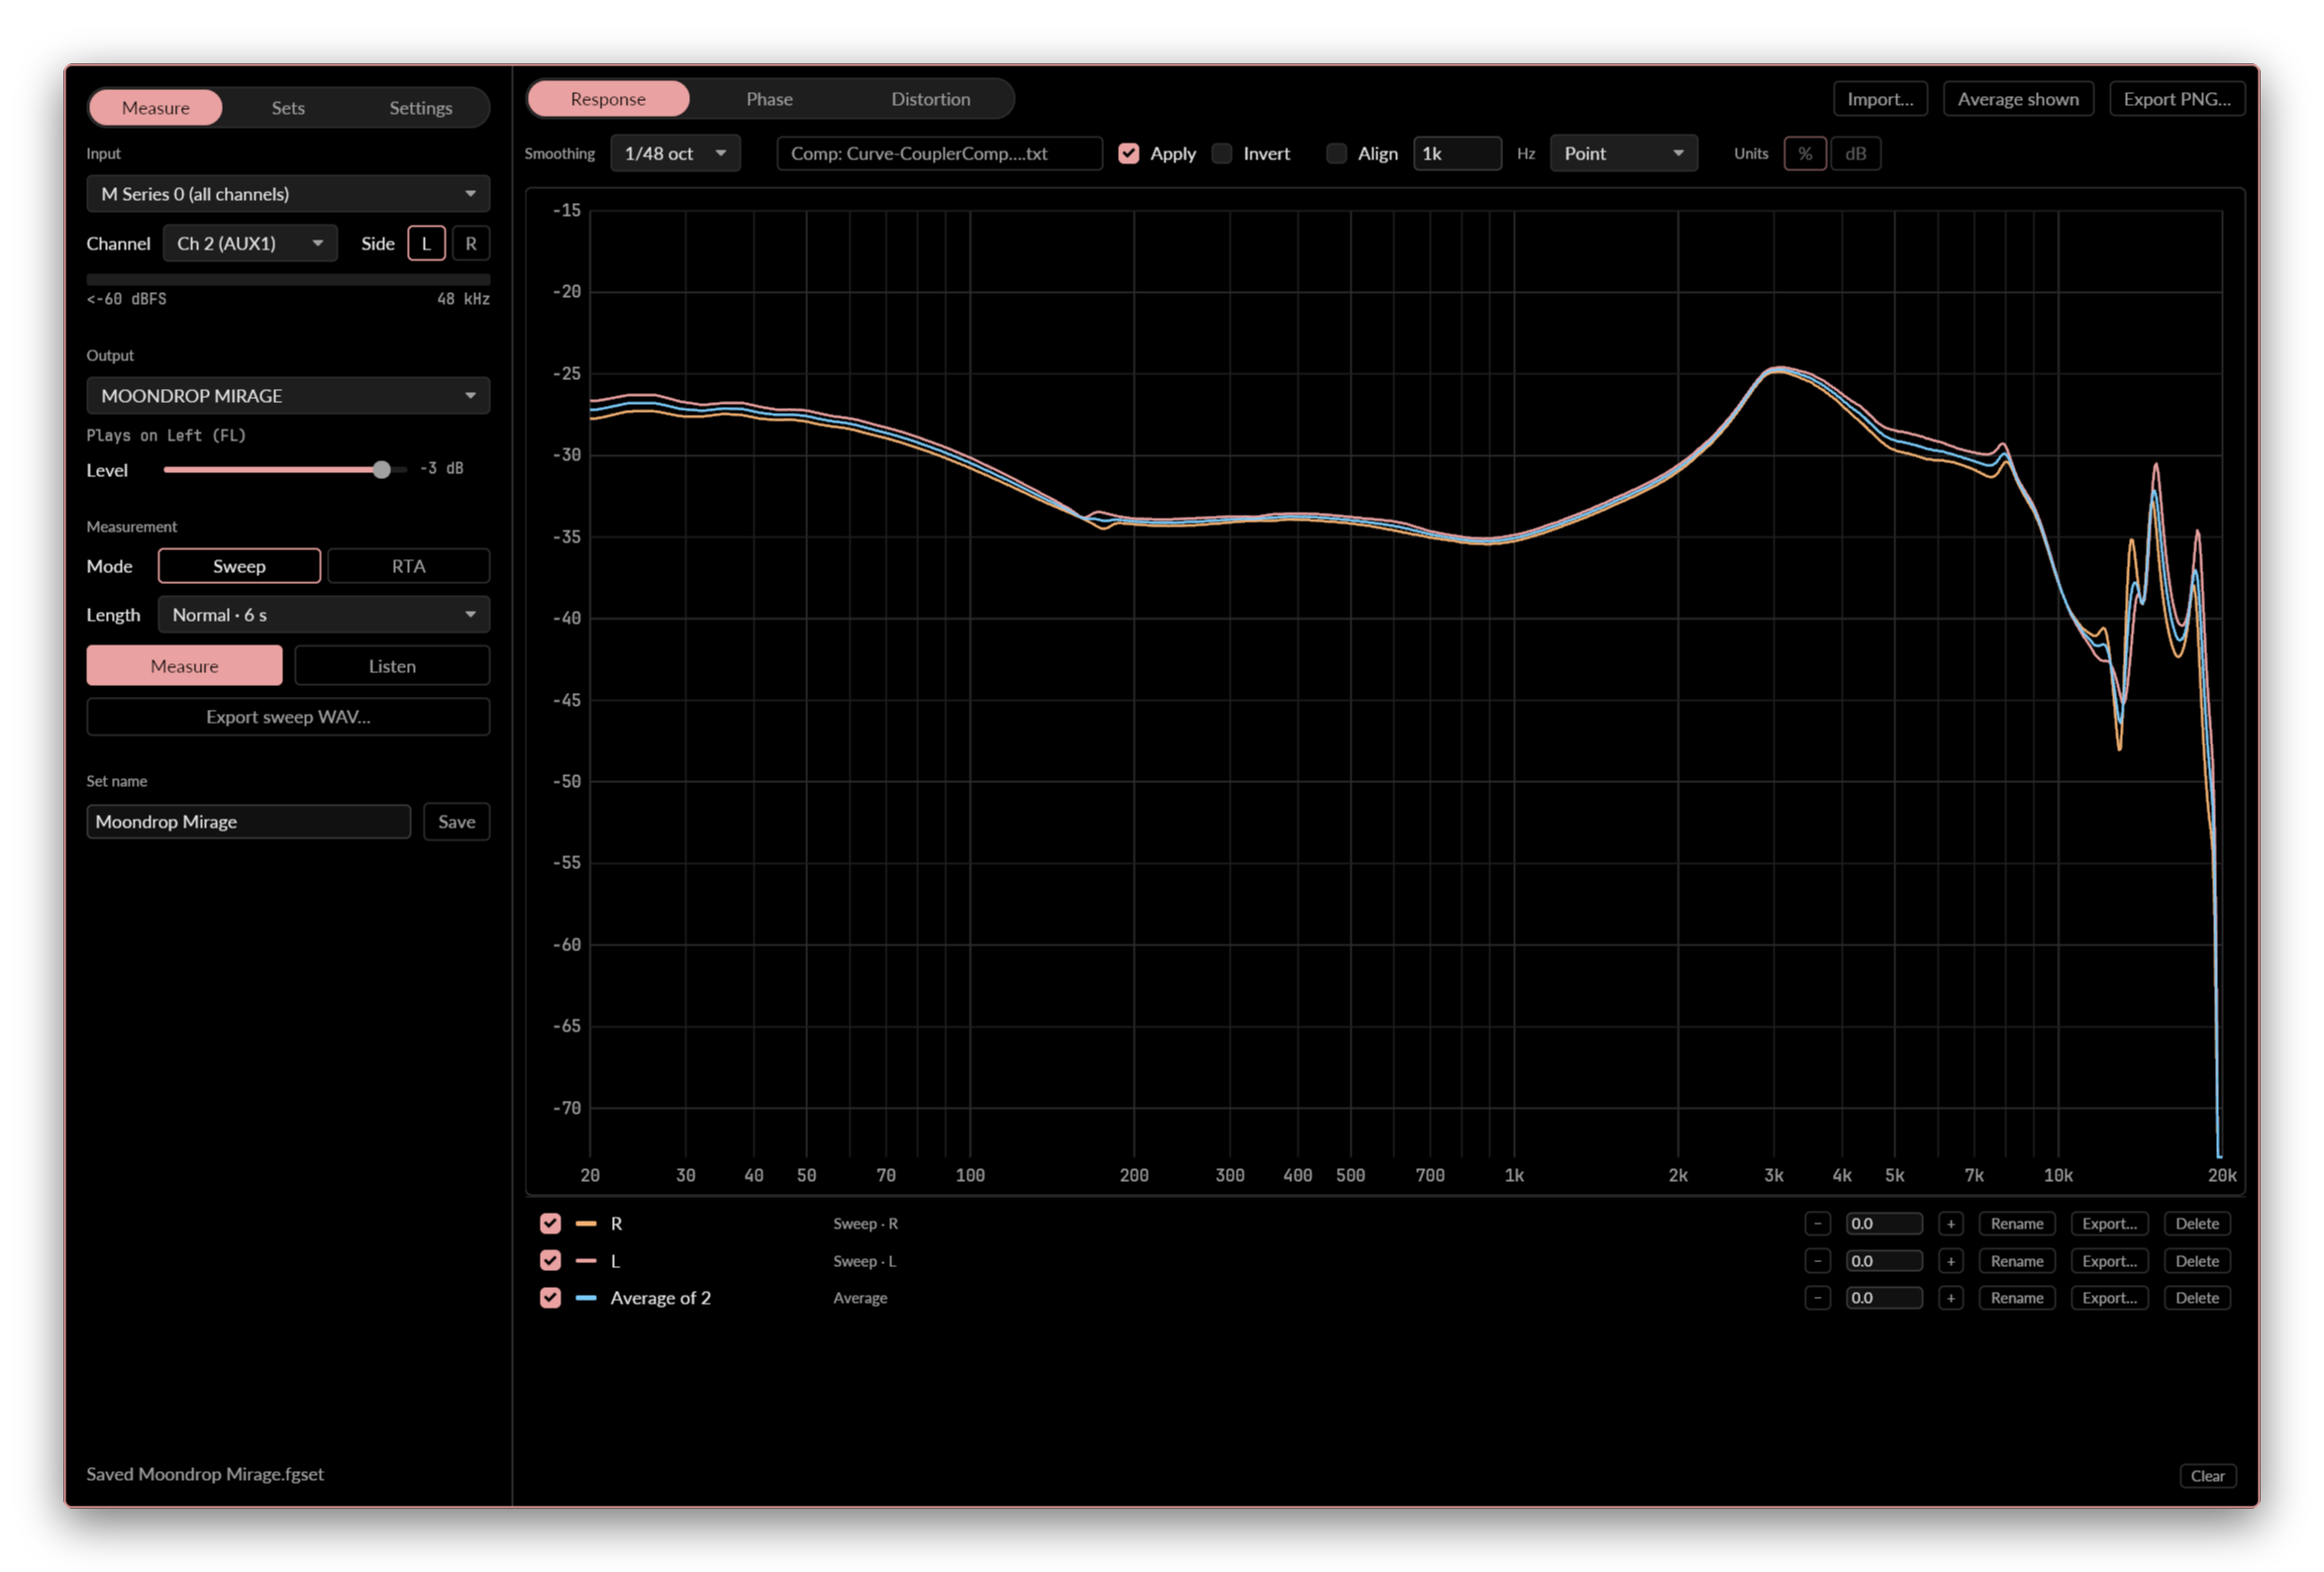 Measure Sets Settings
Input
M Series 0 (all channels)
Channel Ch 2 (AUX1) Side L R
<-60 dBFS 48 kHz
Output
MOONDROP MIRAGE
Plays on Left (FL)
Level -3 dB
Measurement
Mode Sweep RTA
Length Normal · 6 s
Measure Listen
Export sweep WAV...
Set name
Moondrop Mirage Save
Saved Moondrop Mirage.fgset
Response Phase Distortion Import... Average shown Export PNG...
Smoothing 1/48 oct Comp: Curve-CouplerComp....txt Apply Invert Align 1k Hz Point Units % dB
-15
-20
-25
-30
-35
-40
-45
-50
-55
-60
-65
-70
20 30 40 50 70 100 200 300 400 500 700 1k 2k 3k 4k 5k 7k 10k 20k
R Sweep · R - 0.0 + Rename Export... Delete
L Sweep · L - 0.0 + Rename Export... Delete
Average of 2 Average - 0.0 + Rename Export... Delete
Clear